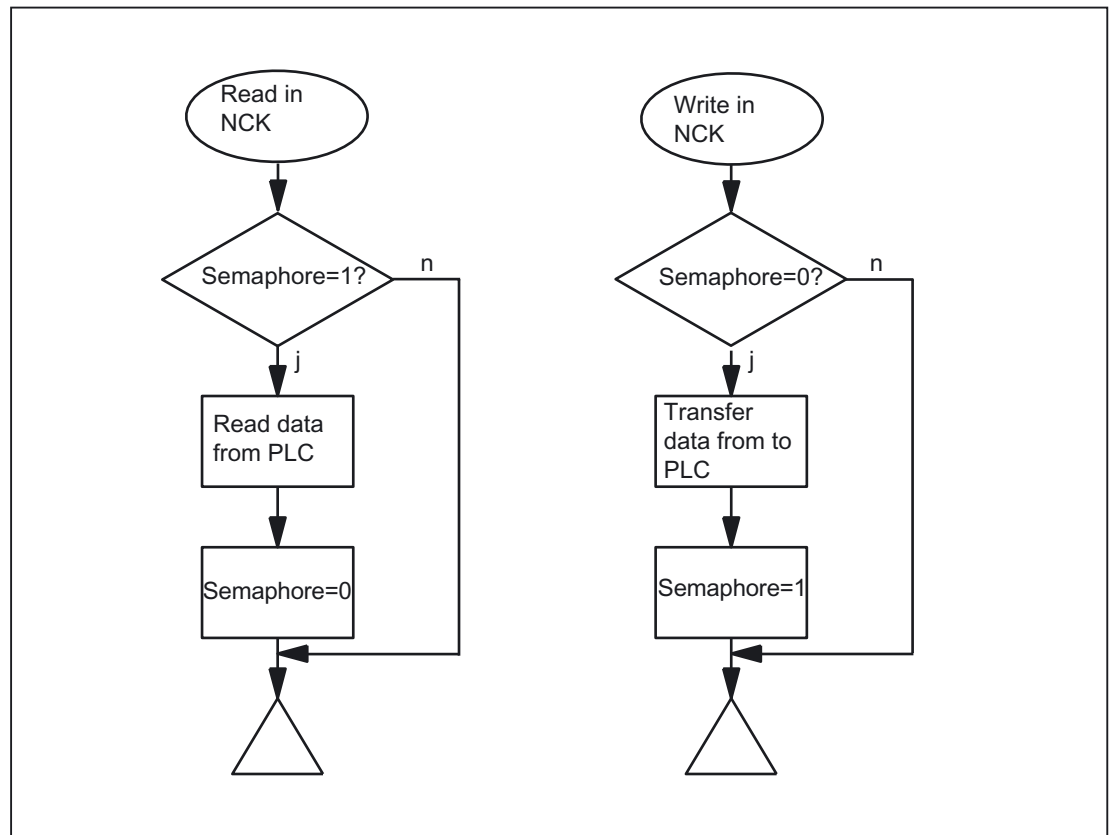 Read in
NCK
Semaphore=1?
n
j
Read data
from PLC
Semaphore=0
Write in
NCK
Semaphore=0?
n
j
Transfer
data from to
PLC
Semaphore=1